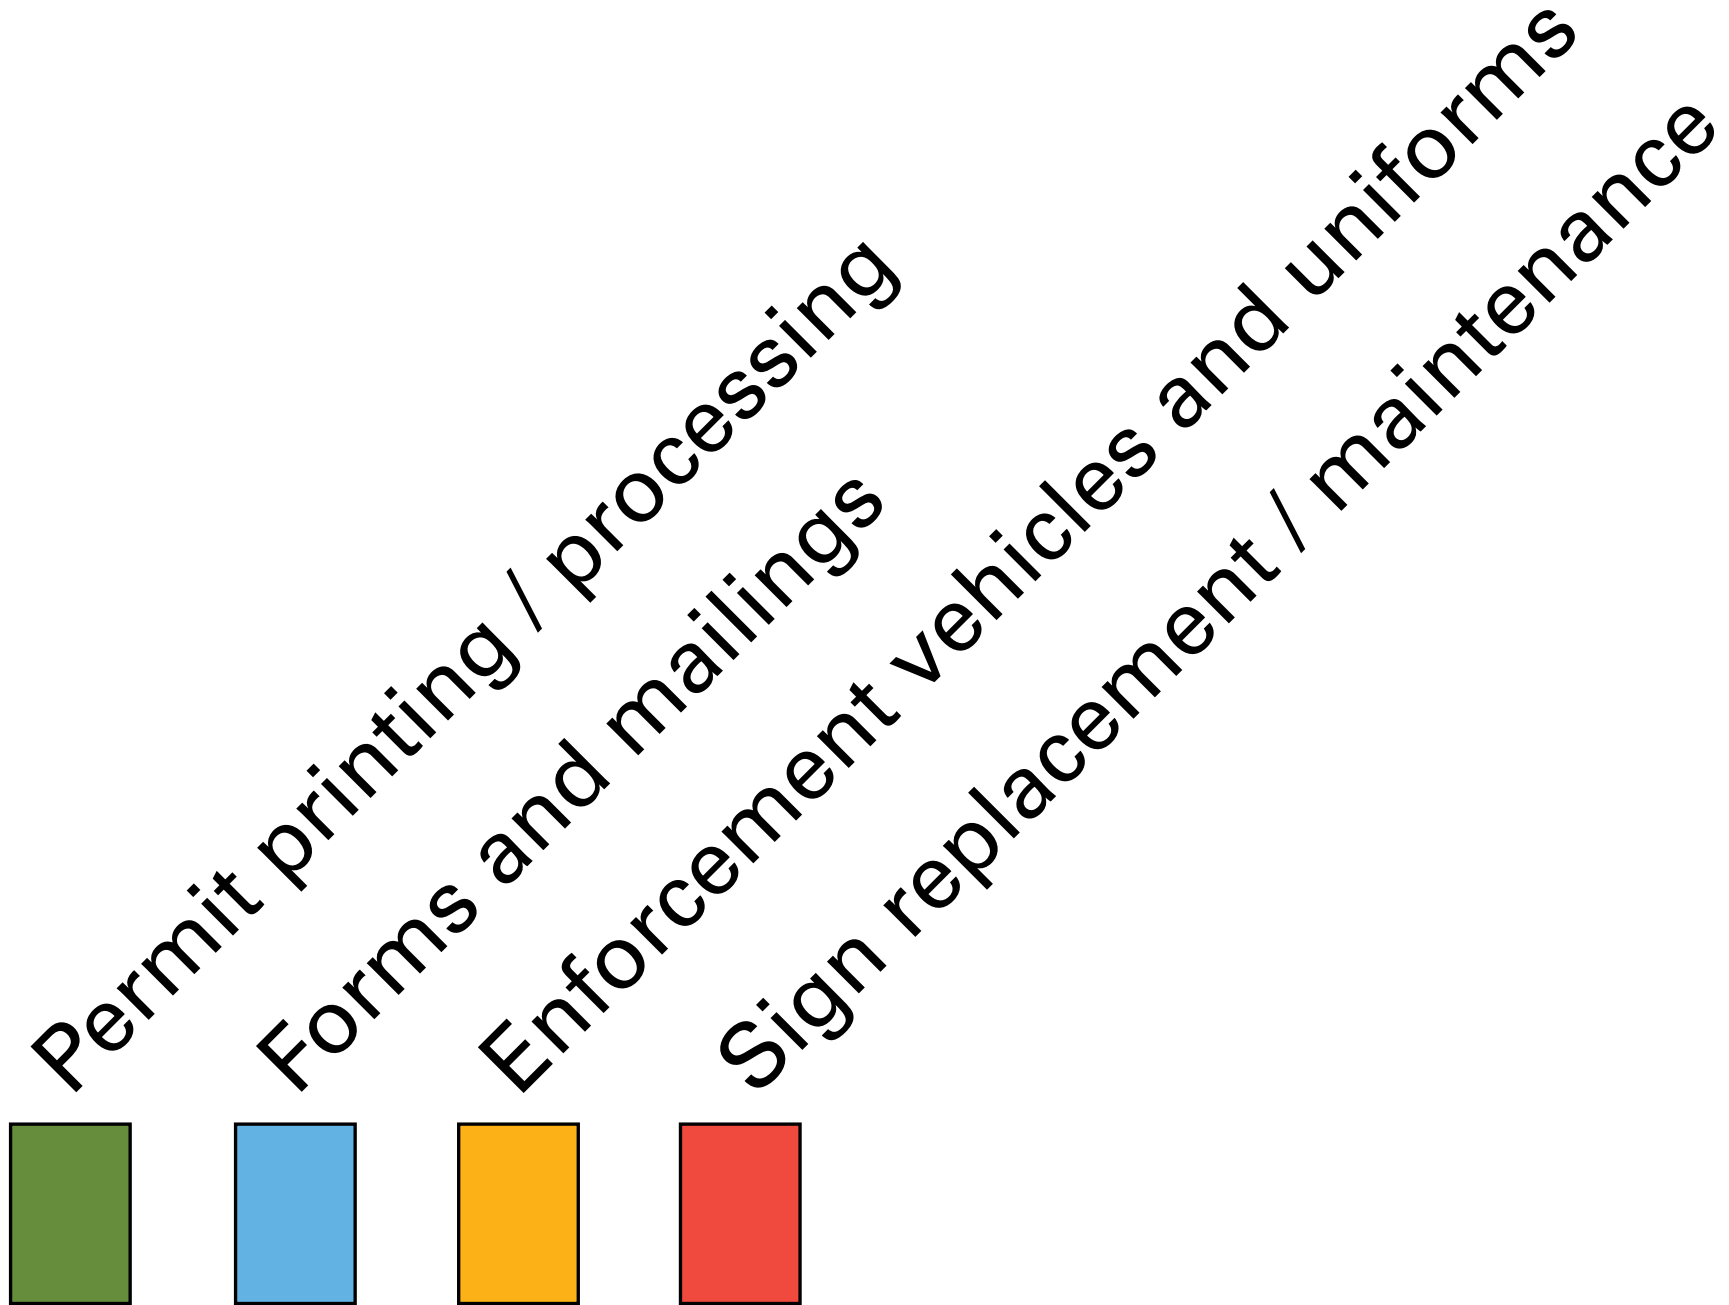 Permit printing / processing
Forms and mailings
Enforcement vehicles and uniforms
Sign replacement / maintenance